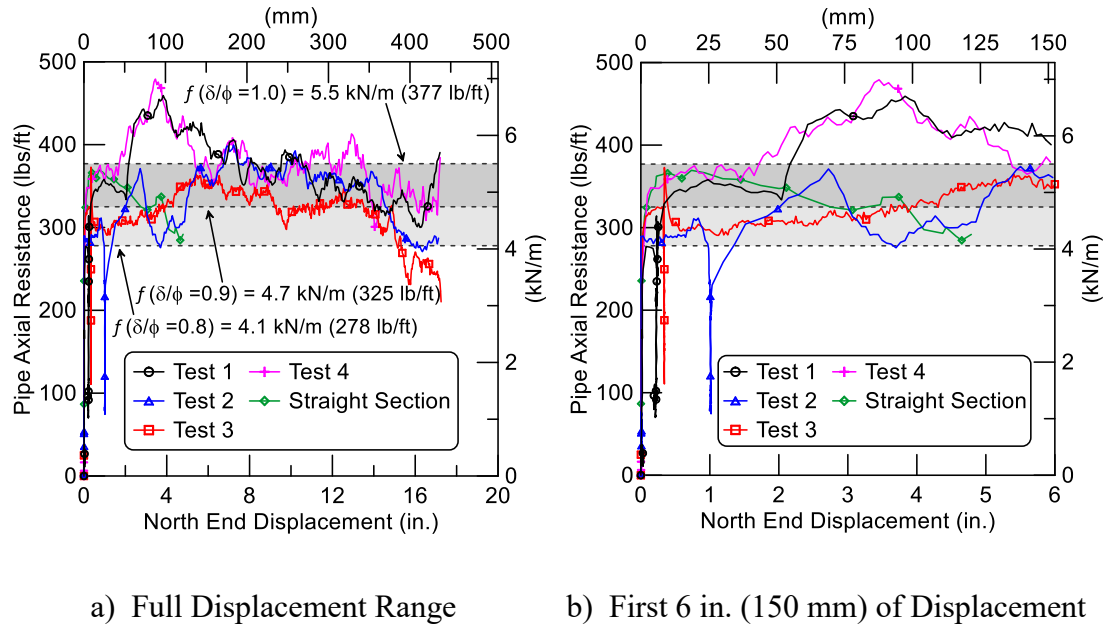 (mm)
0 100 200 300 400 500
500
400
300
200
100
0
Pipe Axial Resistance (lbs/ft)
f (δ/ϕ =1.0) = 5.5 kN/m (377 lb/ft)
f (δ/ϕ =0.9) = 4.7 kN/m (325 lb/ft)
f (δ/ϕ =0.8) = 4.1 kN/m (278 lb/ft)
Test 1 Test 4
Test 2 Straight Section
Test 3
6
4
2
0
(kN/m)
0 4 8 12 16 20
North End Displacement (in.)
a) Full Displacement Range
(mm)
0 25 50 75 100 125 150
500
400
300
200
100
0
Pipe Axial Resistance (lbs/ft)
Test 1 Test 4
Test 2 Straight Section
Test 3
6
4
2
0
(kN/m)
0 1 2 3 4 5 6
North End Displacement (in.)
b) First 6 in. (150 mm) of Displacement